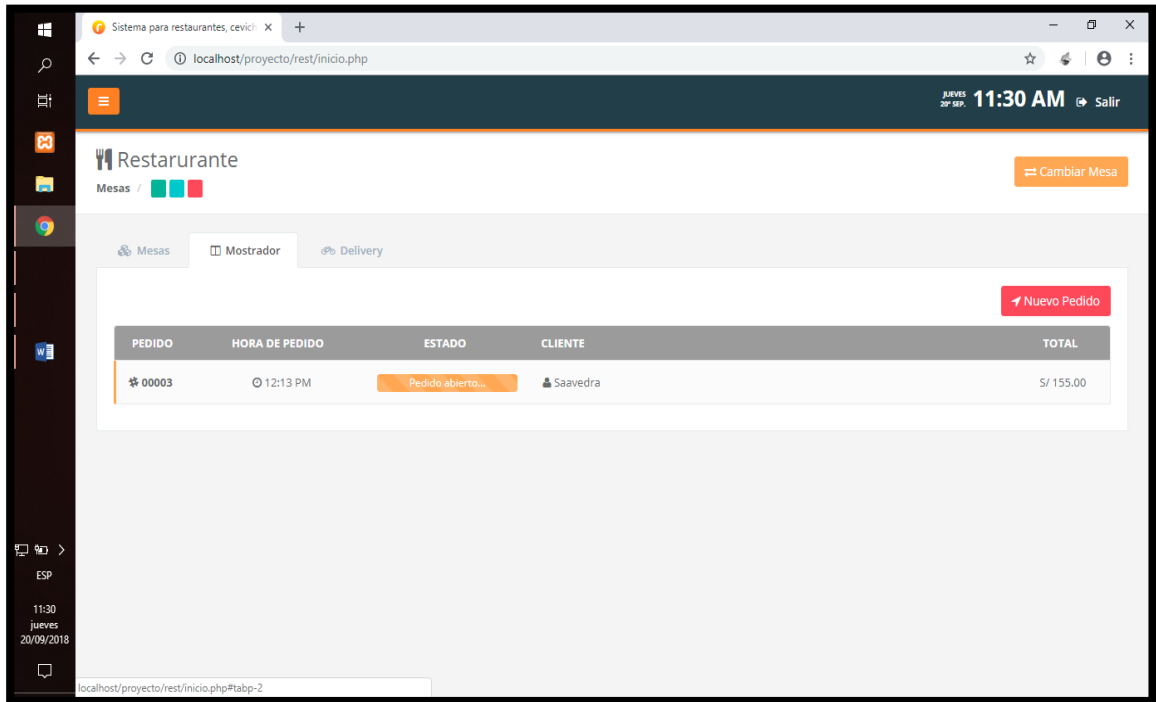 Sistema para restaurantes, cevich
localhost/proyecto/rest/inicio.php
JUEVES
20° SEP.
11:30 AM
Salir
Restarurante
Mesas /
Cambiar Mesa
Mesas
Mostrador
Delivery
Nuevo Pedido
PEDIDO HORA DE PEDIDO ESTADO CLIENTE TOTAL
00003 12:13 PM Pedido abierto... Saavedra S/ 155.00
ESP
11:30
jueves
20/09/2018
localhost/proyecto/rest/inicio.php#tabp-2